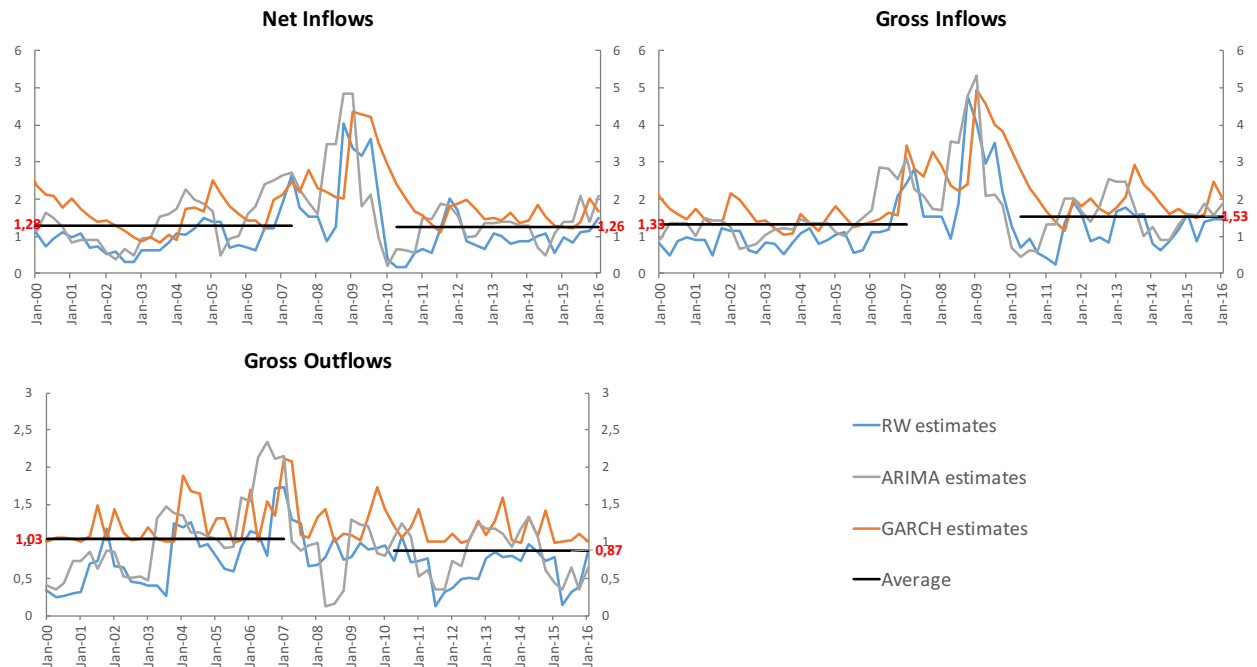 Net Inflows
6
5
4
3
2
1
0
6
5
4
3
2
1
0
1,28
1,26
Jan-00
Jan-01
Jan-02
Jan-03
Jan-04
Jan-05
Jan-06
Jan-07
Jan-08
Jan-09
Jan-10
Jan-11
Jan-12
Jan-13
Jan-14
Jan-15
Jan-16
Gross Inflows
6
5
4
3
2
1
0
6
5
4
3
2
1
0
1,33
1,53
Jan-00
Jan-01
Jan-02
Jan-03
Jan-04
Jan-05
Jan-06
Jan-07
Jan-08
Jan-09
Jan-10
Jan-11
Jan-12
Jan-13
Jan-14
Jan-15
Jan-16
Gross Outflows
3
2,5
2
1,5
1
0,5
0
3
2,5
2
1,5
1
0,5
0
1,03
0,87
Jan-00
Jan-01
Jan-02
Jan-03
Jan-04
Jan-05
Jan-06
Jan-07
Jan-08
Jan-09
Jan-10
Jan-11
Jan-12
Jan-13
Jan-14
Jan-15
Jan-16
RW estimates
ARIMA estimates
GARCH estimates
Average